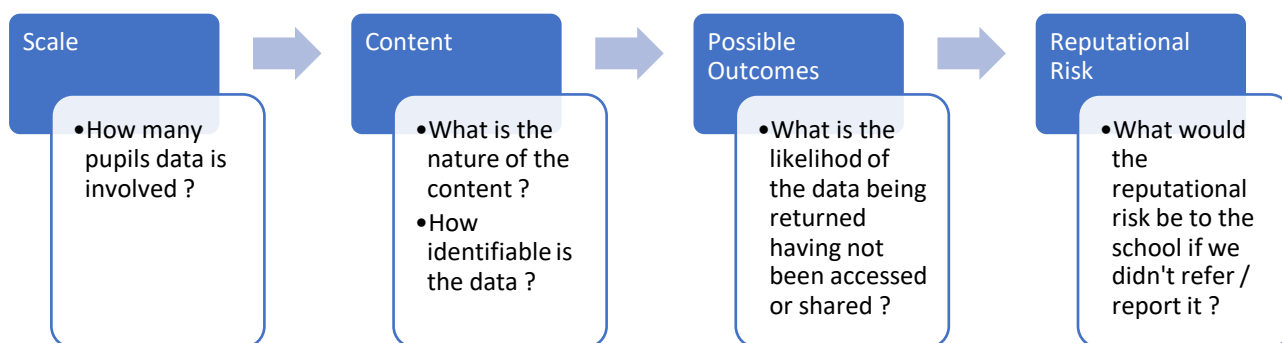 Scale
•How many
pupils data is
involved ?
Content
•What is the
nature of the
content ?
•How
identifiable is
the data ?
Possible
Outcomes
•What is the
likelihod of
the data being
returned
having not
been accessed
or shared ?
Reputational
Risk
•What would
the
reputational
risk be to the
school if we
didn't refer /
report it ?